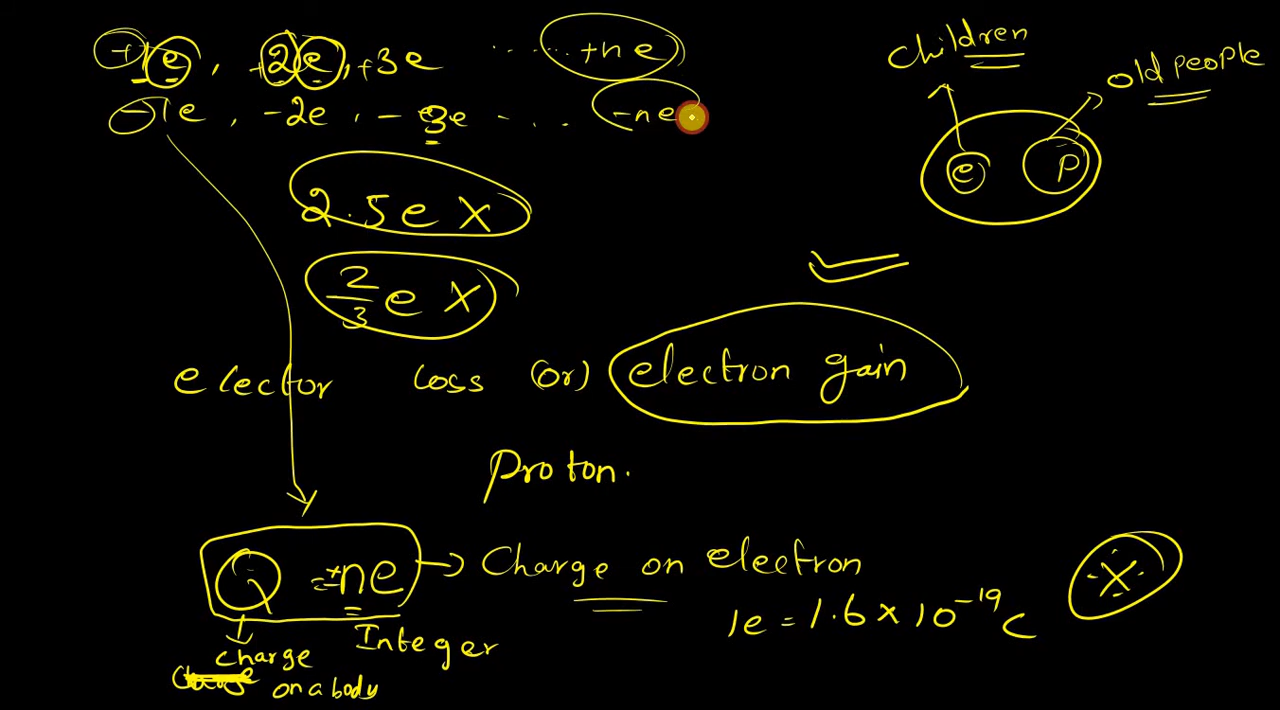 +1e, +2e, +3e ...... +ne
-1e, -2e, -3e - ... -ne
children
old people
e p
2.5e X
2/3 e X
elector loss (or) electron gain
proton.
Q = ±ne → Charge on electron
1e = 1.6 × 10⁻¹⁹ C
X
Integer
charge
on a body